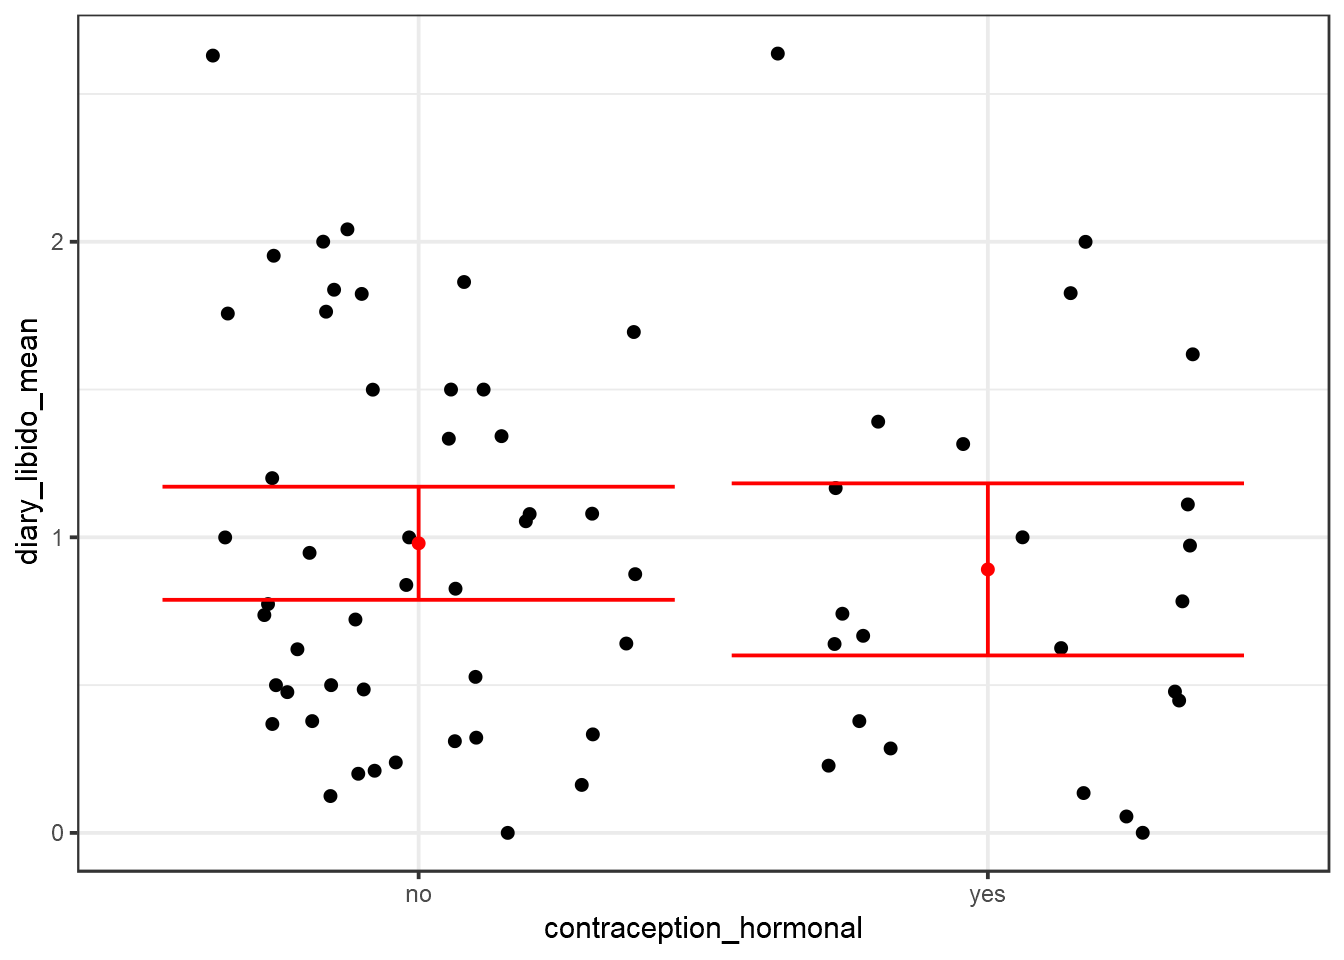 diary_libido_mean
2
1
0
no yes
contraception_hormonal